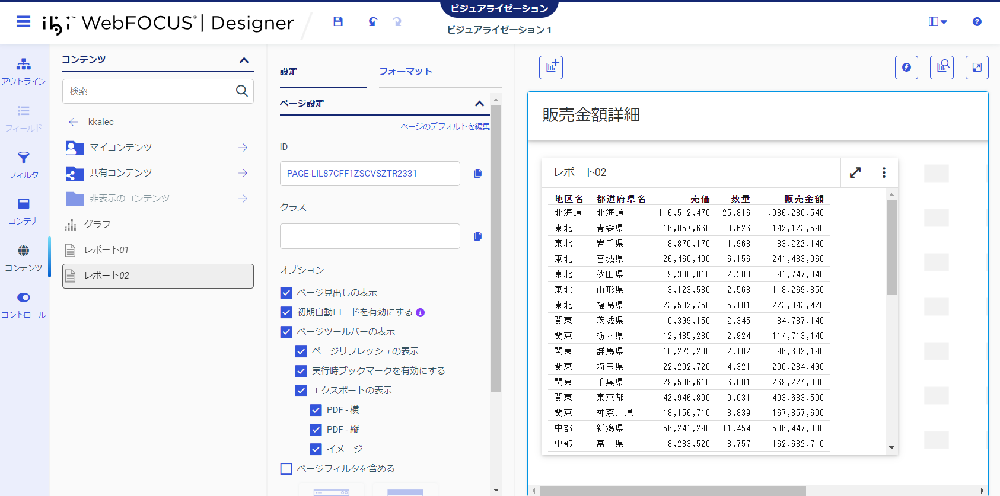 ビジュアライゼーション
ibi™ WebFOCUS® | Designer
ビジュアライゼーション 1
アウトライン
フィールド
フィルタ
コンテナ
コンテンツ
コントロール
コンテンツ
検索
kkalec
マイコンテンツ
共有コンテンツ
非表示のコンテンツ
グラフ
レポート01
レポート02
設定 フォーマット
ページ設定
ページのデフォルトを編集
ID
PAGE-LIL87CFF1ZSCVSZTR2331
クラス
オプション
ページ見出しの表示
初期自動ロードを有効にする
ページツールバーの表示
ページリフレッシュの表示
実行時ブックマークを有効にする
エクスポートの表示
PDF - 横
PDF - 縦
イメージ
ページフィルタを含める
販売金額詳細
レポート02
地区名 都道府県名 売価 数量 販売金額
北海道 北海道 116,512,470 25,816 1,086,286,540
東北 青森県 16,057,660 3,626 142,123,590
東北 岩手県 8,870,170 1,968 83,222,140
東北 宮城県 26,460,400 6,156 241,433,060
東北 秋田県 9,308,810 2,383 91,747,840
東北 山形県 13,123,530 2,568 118,269,850
東北 福島県 23,582,750 5,101 223,843,420
関東 茨城県 10,399,150 2,345 84,787,140
関東 栃木県 12,435,280 2,924 114,713,140
関東 群馬県 10,273,280 2,102 96,602,190
関東 埼玉県 22,202,720 4,321 200,234,490
関東 千葉県 29,536,610 6,001 269,224,830
関東 東京都 42,946,800 9,031 403,683,500
関東 神奈川県 18,156,710 3,839 167,857,600
中部 新潟県 56,241,290 11,454 506,447,000
中部 富山県 18,283,520 3,757 162,632,710